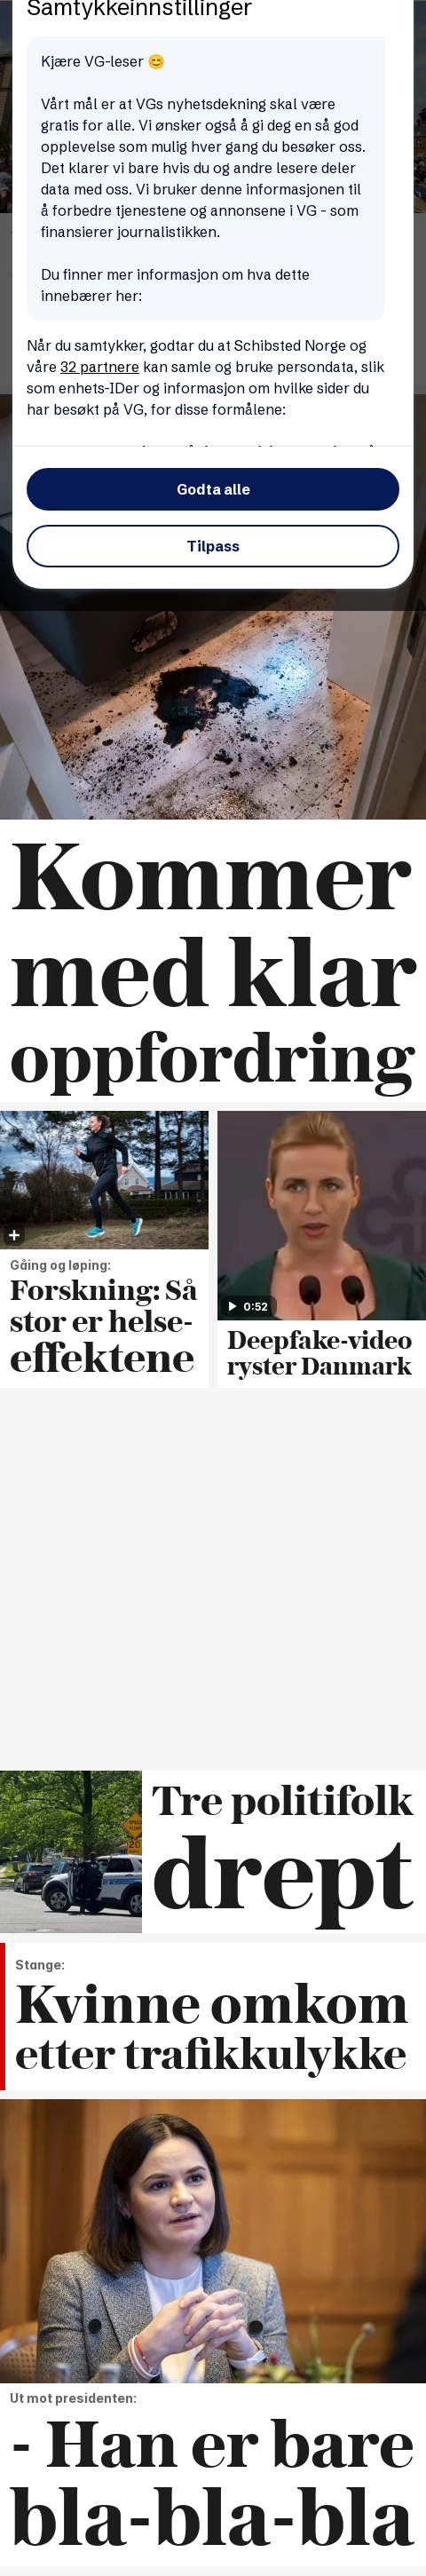 Samtykkeinnstillinger
Kjære VG-leser 😊
Vårt mål er at VGs nyhetsdekning skal være
gratis for alle. Vi ønsker også å gi deg en så god
opplevelse som mulig hver gang du besøker oss.
Det klarer vi bare hvis du og andre lesere deler
data med oss. Vi bruker denne informasjonen til
å forbedre tjenestene og annonsene i VG - som
finansierer journalistikken.
Du finner mer informasjon om hva dette
innebærer her:
Når du samtykker, godtar du at Schibsted Norge og
våre 32 partnere kan samle og bruke persondata, slik
som enhets-IDer og informasjon om hvilke sider du
har besøkt på VG, for disse formålene:
Godta alle
Tilpass
Kommer
med klar
oppfordring
Gåing og løping:
Forskning: Så
stor er helse-
effektene
0:52
Deepfake-video
ryster Danmark
Tre politifolk
drept
20
Stange:
Kvinne omkom
etter trafikkulykke
Ut mot presidenten:
- Han er bare
bla-bla-bla